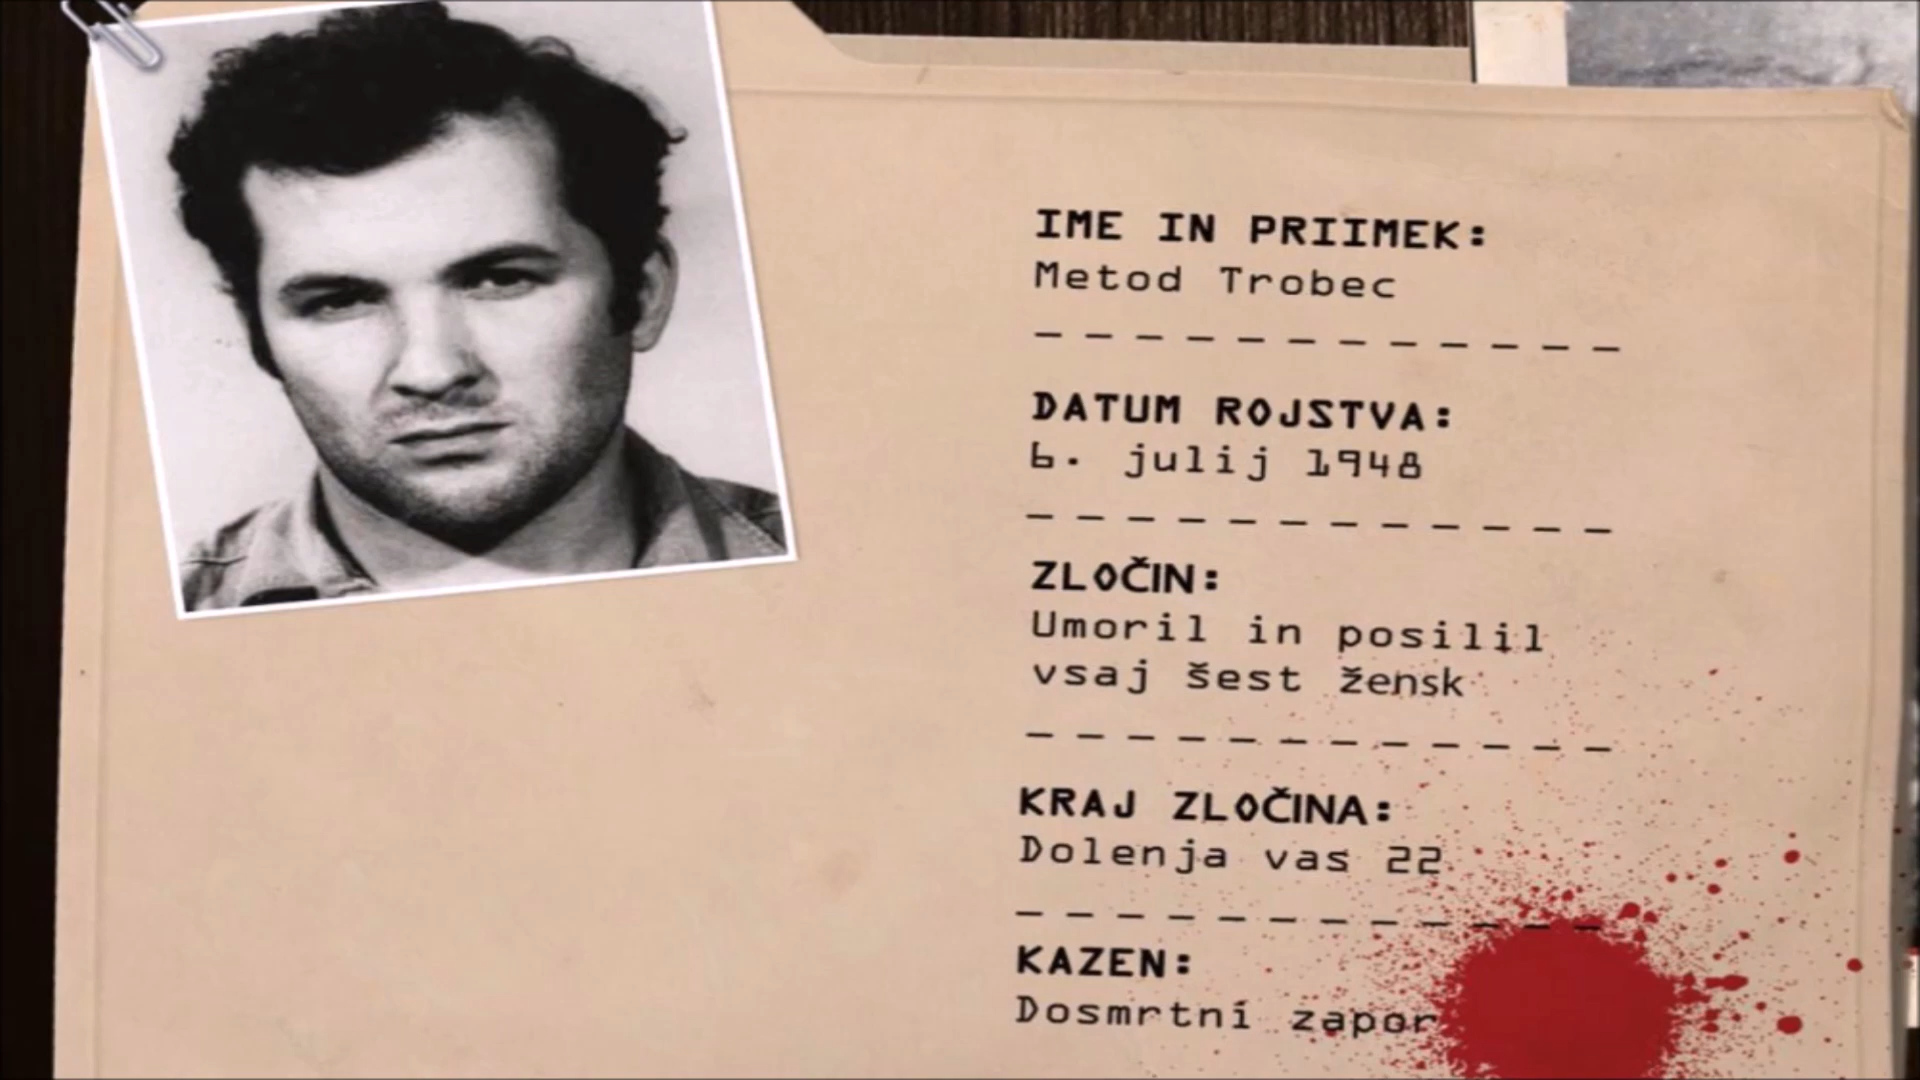 IME IN PRIIMEK:
Metod Trobec
DATUM ROJSTVA:
6. julij 1948
ZLOČIN:
Umoril in posilil
vsaj šest žensk
KRAJ ZLOČINA:
Dolenja vas 22
KAZEN:
Dosmrtni zapor